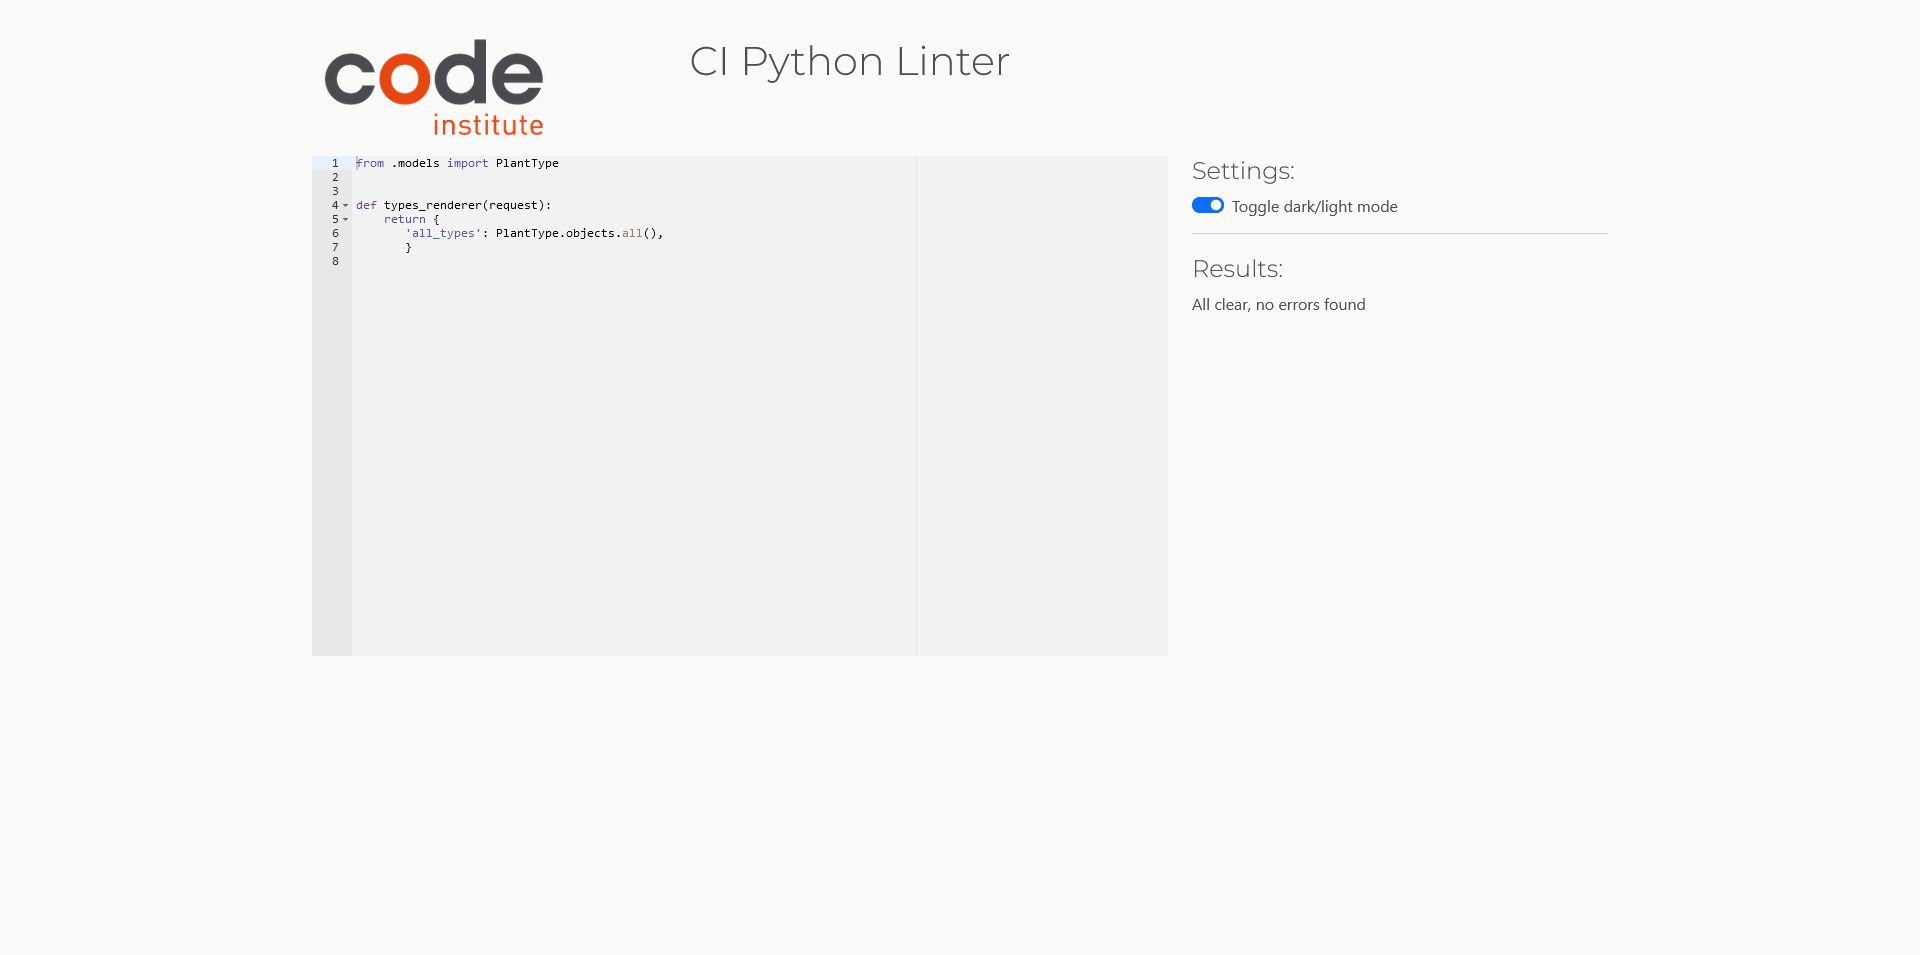 code
institute
CI Python Linter
1 from .models import PlantType
2
3
4 def types_renderer(request):
5     return {
6        'all_types': PlantType.objects.all(),
7        }
8
Settings:
Toggle dark/light mode
Results:
All clear, no errors found